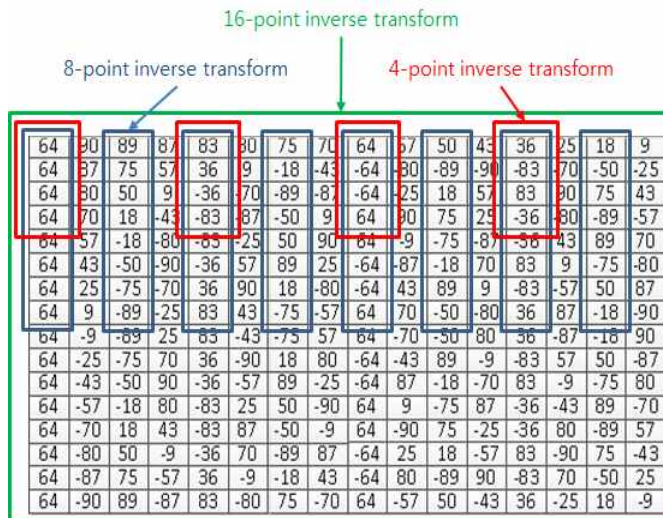 16-point inverse transform
8-point inverse transform 4-point inverse transform
64 90 89 87 83 80 75 70 64 57 50 43 36 25 18 9
64 87 75 57 36 9 -18 -43 -64 -80 -89 -90 -83 -70 -50 -25
64 80 50 9 -36 -70 -89 -87 -64 -25 18 57 83 90 75 43
64 70 18 -43 -83 -87 -50 9 64 90 75 25 -36 -80 -89 -57
64 57 -18 -80 -83 -25 50 90 64 -9 -75 -87 -36 43 89 70
64 43 -50 -90 -36 57 89 25 -64 -87 -18 70 83 9 -75 -80
64 25 -75 -70 36 90 18 -80 -64 43 89 9 -83 -57 50 87
64 9 -89 -25 83 43 -75 -57 64 70 -50 -80 36 87 -18 -90
64 -9 -89 25 83 -43 -75 57 64 -70 -50 80 36 -87 -18 90
64 -25 -75 70 36 -90 18 80 -64 -43 89 -9 -83 57 50 -87
64 -43 -50 90 -36 -57 89 -25 -64 87 -18 -70 83 -9 -75 80
64 -57 -18 80 -83 25 50 -90 64 9 -75 87 -36 -43 89 -70
64 -70 18 43 -83 87 -50 -9 64 -90 75 -25 -36 80 -89 57
64 -80 50 -9 -36 70 -89 87 -64 25 18 -57 83 -90 75 -43
64 -87 75 -57 36 -9 -18 43 -64 80 -89 90 -83 70 -50 25
64 -90 89 -87 83 -80 75 -70 64 -57 50 -43 36 -25 18 -9